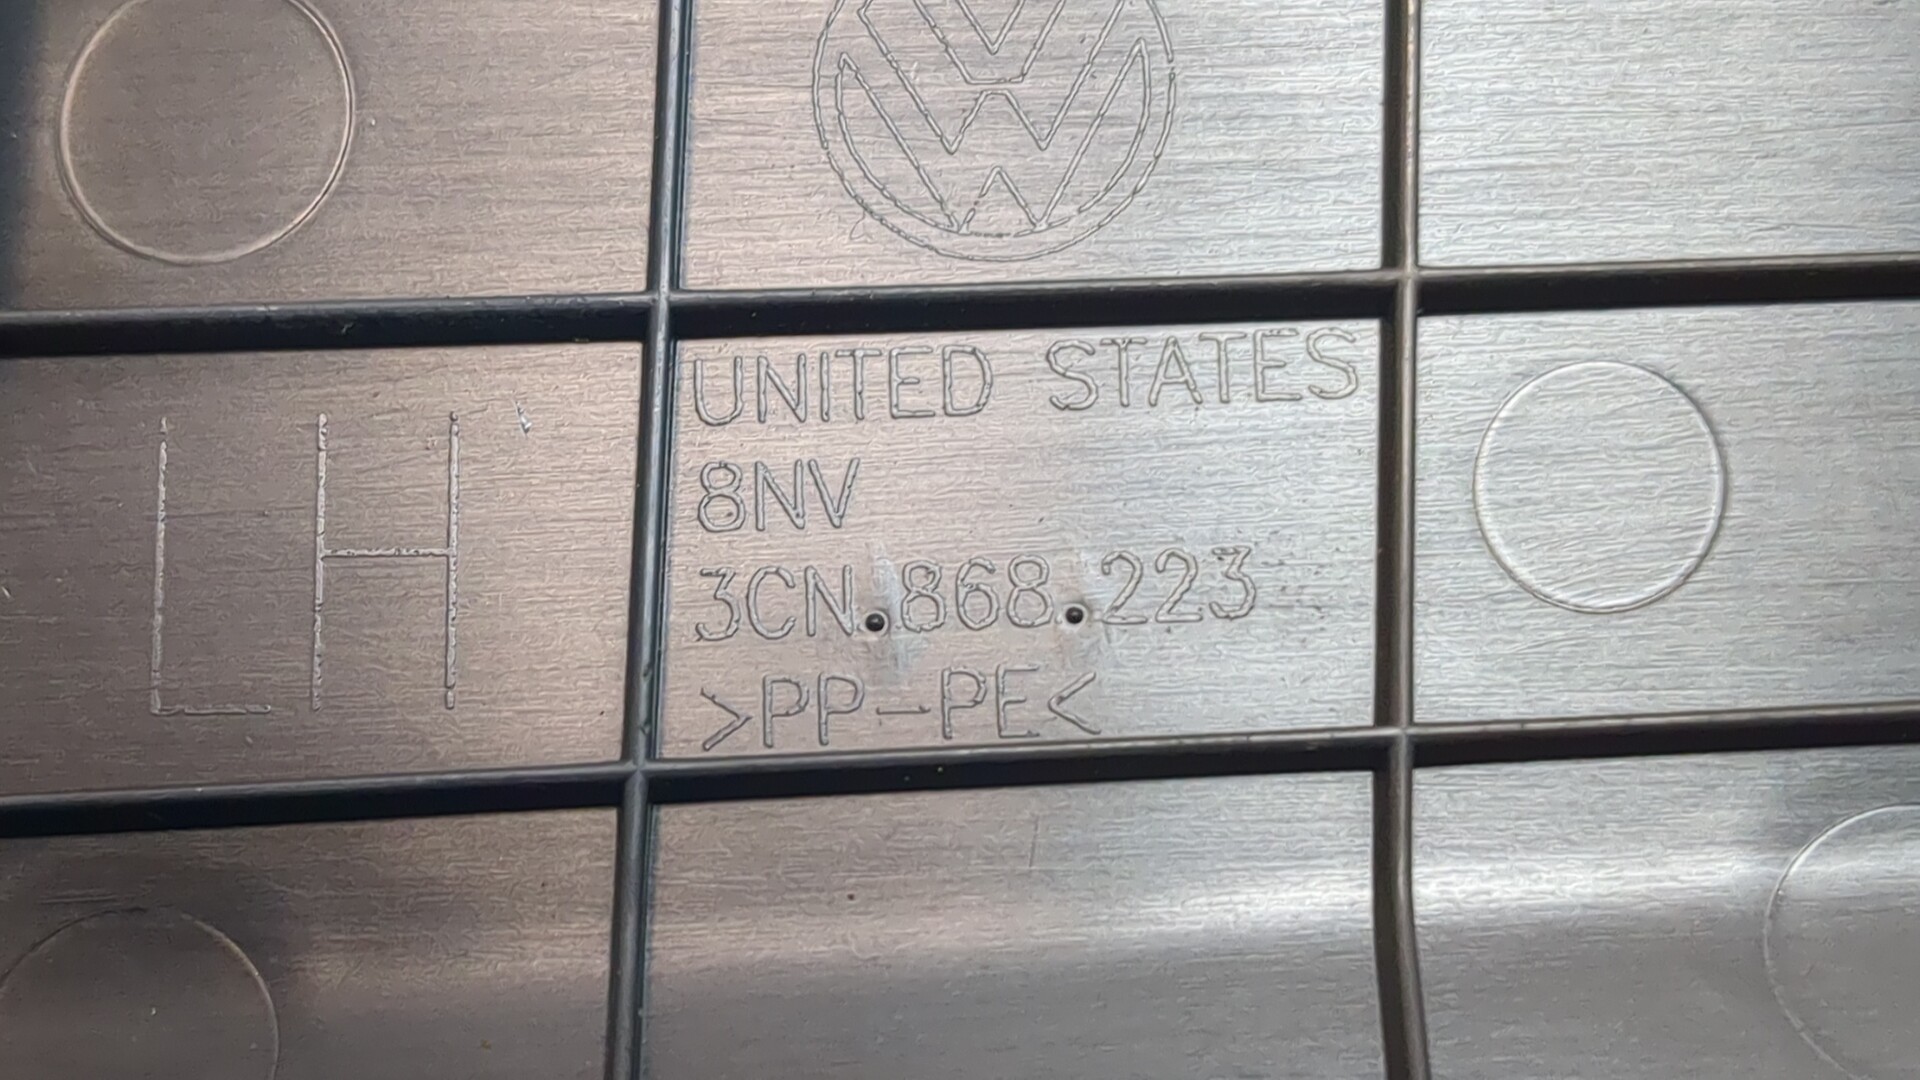 UNITED STATES
LH
8NV
3CN.868.223
>PP-PE<